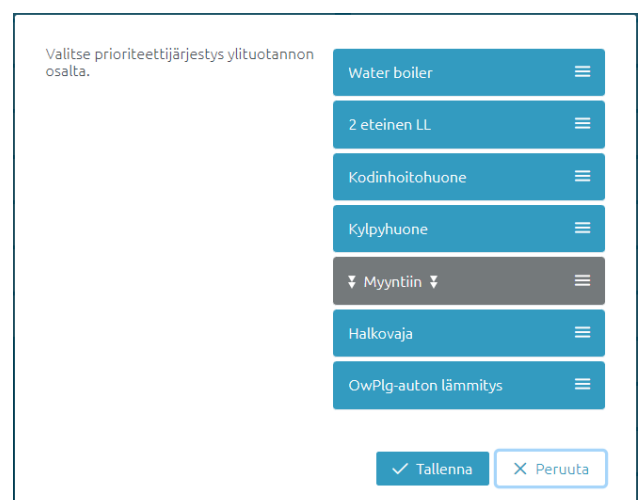 Valitse prioriteettijärjestys ylituotannon
osalta.
Water boiler
2 eteinen LL
Kodinhoitohuone
Kylpyhuone
Myyntiin
Halkovaja
OwPlg-auton lämmitys
Tallenna
Peruuta